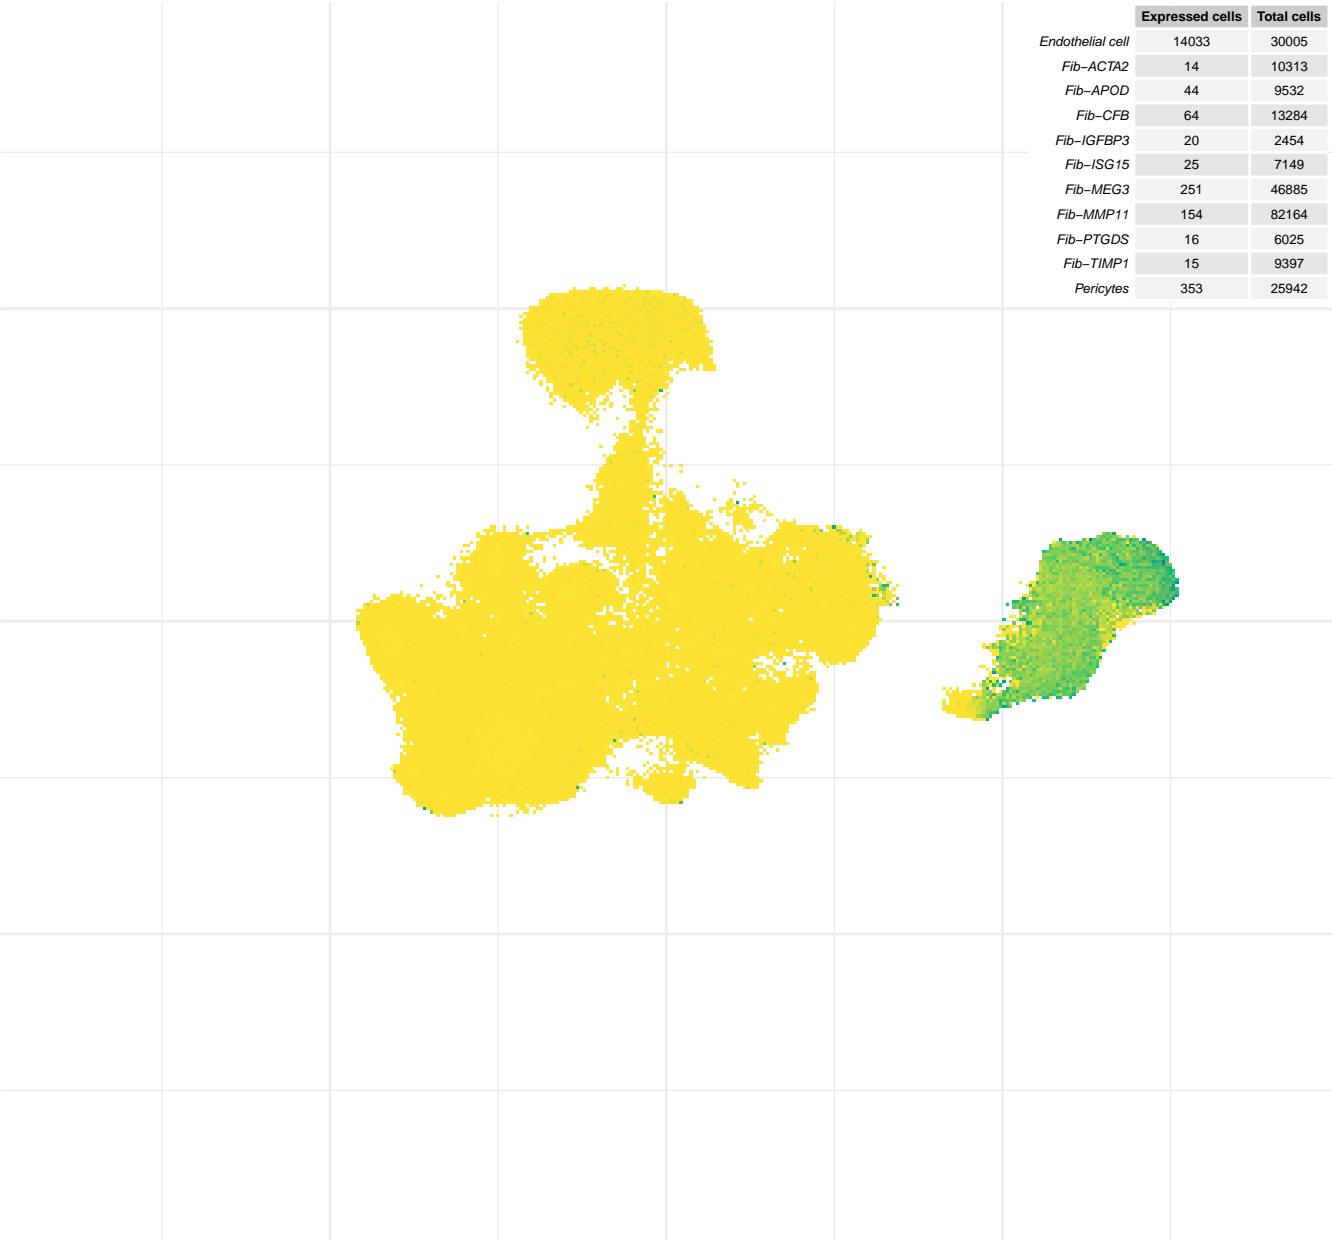 Expressed cells Total cells
Endothelial cell 14033 30005
Fib−ACTA2 14 10313
Fib−APOD 44 9532
Fib−CFB 64 13284
Fib−IGFBP3 20 2454
Fib−ISG15 25 7149
Fib−MEG3 251 46885
Fib−MMP11 154 82164
Fib−PTGDS 16 6025
Fib−TIMP1 15 9397
Pericytes 353 25942